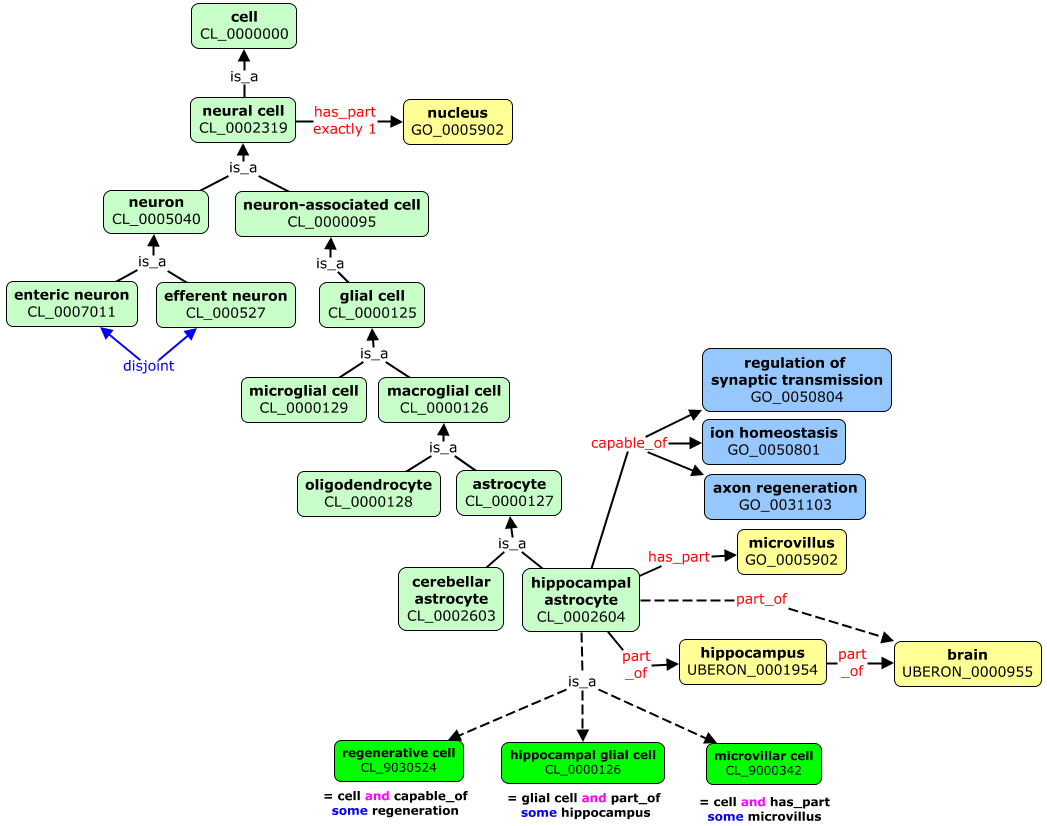 cell
CL_0000000
is_a
neural cell
CL_0002319
has_part
exactly 1
nucleus
GO_0005902
is_a
neuron
CL_0005040
neuron-associated cell
CL_0000095
is_a
is_a
enteric neuron
CL_0007011
efferent neuron
CL_000527
glial cell
CL_0000125
disjoint
is_a
microglial cell
CL_0000129
macroglial cell
CL_0000126
regulation of
synaptic transmission
GO_0050804
capable_of
ion homeostasis
GO_0050801
is_a
oligodendrocyte
CL_0000128
astrocyte
CL_0000127
axon regeneration
GO_0031103
is_a
has_part
microvillus
GO_0005902
cerebellar
astrocyte
CL_0002603
hippocampal
astrocyte
CL_0002604
part_of
part
_of
hippocampus
UBERON_0001954
part
_of
brain
UBERON_0000955
is_a
regenerative cell
CL_9030524
hippocampal glial cell
CL_0000126
microvillar cell
CL_9000342
= cell and capable_of
some regeneration
= glial cell and part_of
some hippocampus
= cell and has_part
some microvillus